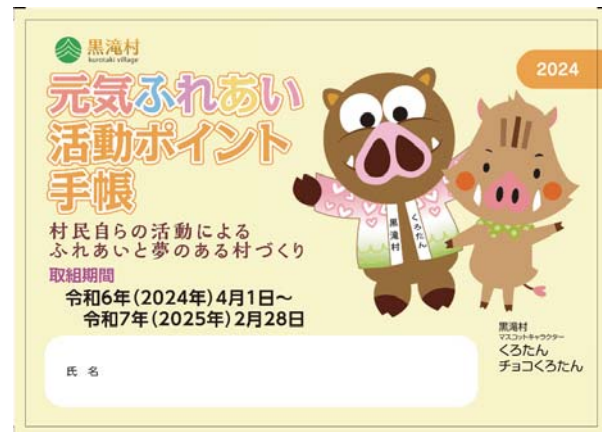 黒滝村
kurotaki village
2024
元気ふれあい
活動ポイント
手帳
村民自らの活動による
ふれあいと夢のある村づくり
取組期間
令和6年(2024年)4月1日~
令和7年(2025年)2月28日
氏 名
黒滝村
くろたん
黒滝村
マスコットキャラクター
くろたん
チョコくろたん